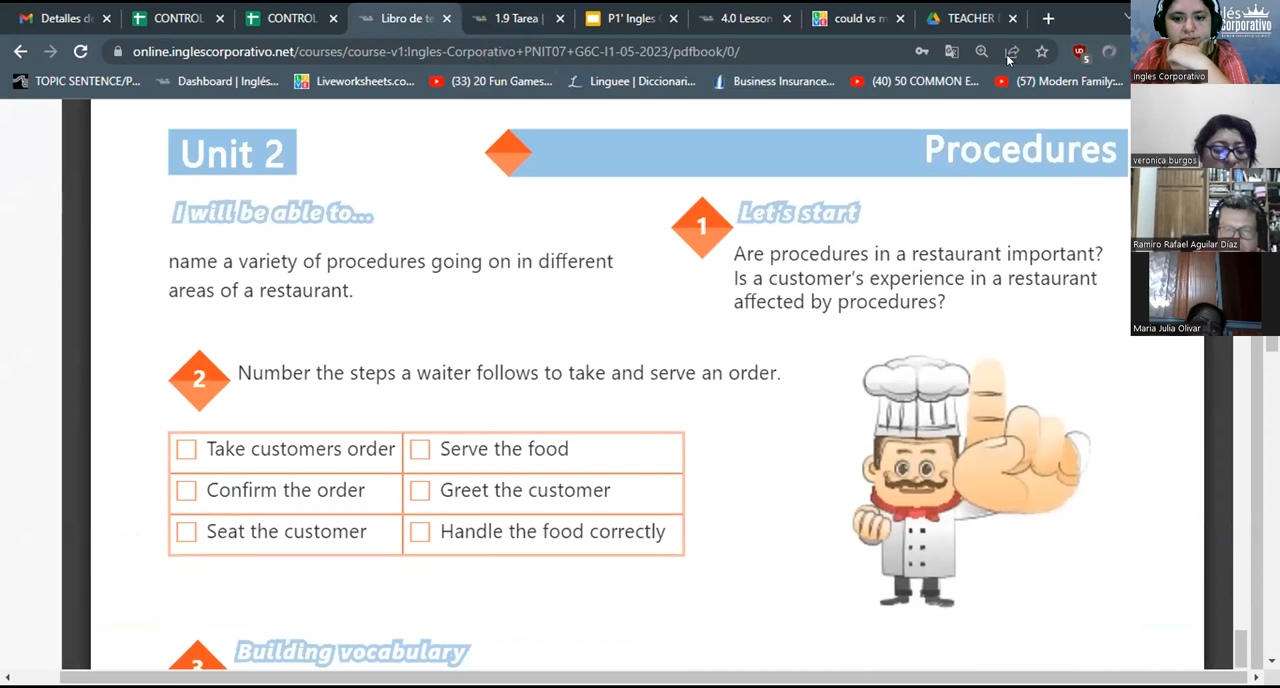 Detalles d
CONTROL
CONTROL
Libro de te
1.9 Tarea |
P1' Ingles
4.0 Lesson
could vs m
TEACHER
online.inglescorporativo.net/courses/course-v1:Ingles-Corporativo+PNIT07+G6C-I1-05-2023/pdfbook/0/
5
TOPIC SENTENCE/P...
Dashboard | Inglés...
Liveworksheets.co...
(33) 20 Fun Games...
Linguee | Diccionari...
Business Insurance...
(40) 50 COMMON E...
(57) Modern Family:...
lés
Corporativo
Ingles Corporativo
veronica burgos
Ramiro Rafael Aguilar Díaz
Maria Julia Olivar
Unit 2
Procedures
I will be able to...
name a variety of procedures going on in different
areas of a restaurant.
1
Let's start
Are procedures in a restaurant important?
Is a customer's experience in a restaurant
affected by procedures?
2
Number the steps a waiter follows to take and serve an order.
Take customers order
Serve the food
Confirm the order
Greet the customer
Seat the customer
Handle the food correctly
3
Building vocabulary